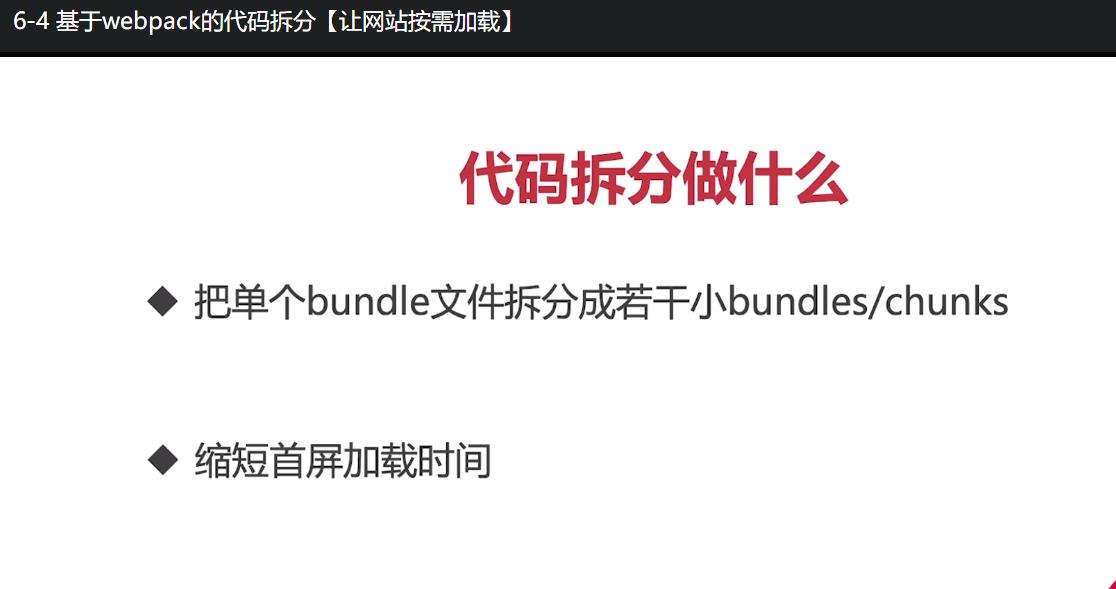 6-4 基于webpack的代码拆分【让网站按需加载】
代码拆分做什么
◆ 把单个bundle文件拆分成若干小bundles/chunks
◆ 缩短首屏加载时间